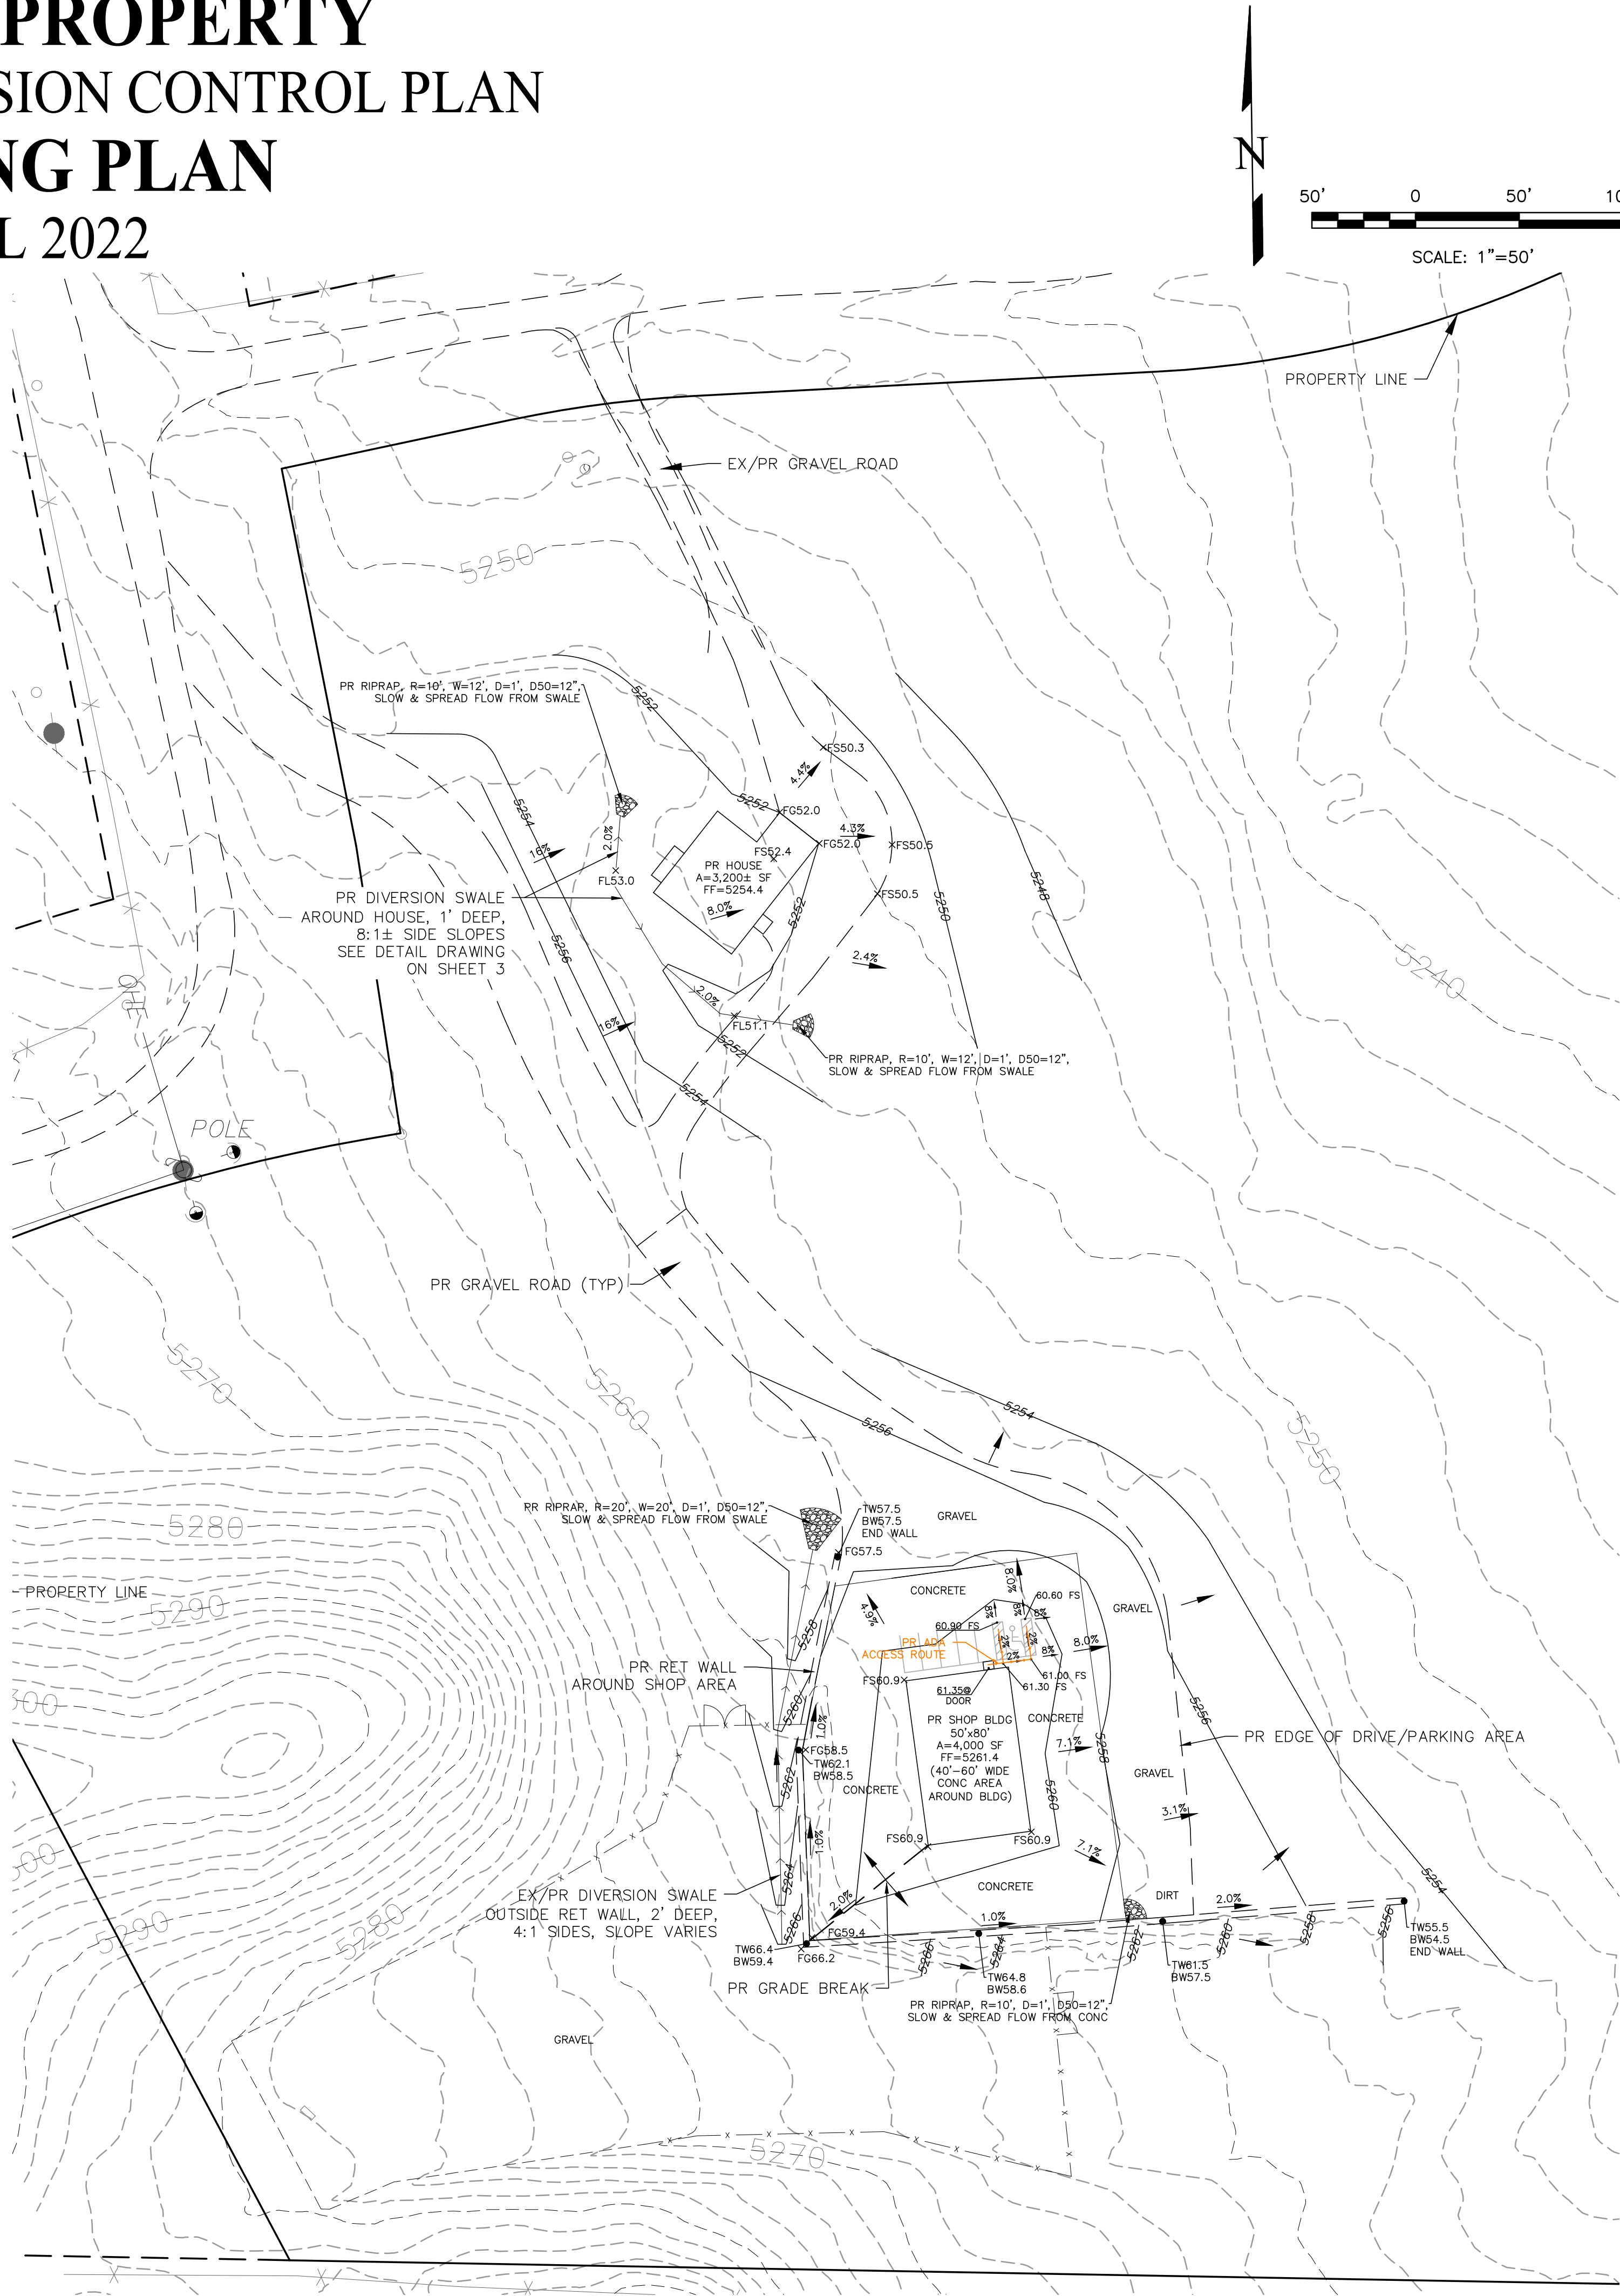 PROPERTY
SION CONTROL PLAN
NG PLAN
L 2022
N
50' 0 50' 10
SCALE: 1"=50'
PROPERTY LINE
EX/PR GRAVEL ROAD
5250
PR RIPRAP, R=10', W=12', D=1', D50=12",
SLOW & SPREAD FLOW FROM SWALE
5252
FS50.3
4.4%
5252
FG52.0
5254
16%
2.0%
4.3%
FG52.0
FS50.5
FS52.4
PR HOUSE
A=3,200± SF
FF=5254.4
8.0%
FL53.0
FS50.5
5248
5250
5252
PR DIVERSION SWALE
AROUND HOUSE, 1' DEEP,
8:1± SIDE SLOPES
SEE DETAIL DRAWING
ON SHEET 3
5256
2.4%
5240
OHE
2.0%
16%
FL51.1
5252
PR RIPRAP, R=10', W=12', D=1', D50=12",
SLOW & SPREAD FLOW FROM SWALE
5254
POLE
PR GRAVEL ROAD (TYP)
5270
5260
5254
5256
5250
PR RIPRAP, R=20', W=20', D=1', D50=12",
SLOW & SPREAD FLOW FROM SWALE
TW57.5
BW57.5
END WALL
GRAVEL
5280
FG57.5
PROPERTY LINE
5290
CONCRETE
8.0%
60.60 FS
GRAVEL
4.9%
8%
8%
8%
60.90 FS
PR ADA
ACCESS ROUTE
2%
2%
8%
2%
8.0%
5258
PR RET WALL
AROUND SHOP AREA
FS60.9
61.00 FS
61.30 FS
61.35@
DOOR
5300
5260
1.0%
PR SHOP BLDG
50'x80'
A=4,000 SF
FF=5261.4
(40'-60' WIDE
CONC AREA
AROUND BLDG)
CONCRETE
5256
PR EDGE OF DRIVE/PARKING AREA
7.1%
5258
FG58.5
TW62.1
BW58.5
5262
CONCRETE
GRAVEL
5260
3.1%
1.0%
FS60.9
FS60.9
7.1%
5264
EX/PR DIVERSION SWALE
OUTSIDE RET WALL, 2' DEEP,
4:1 SIDES, SLOPE VARIES
2.0%
CONCRETE
DIRT
2.0%
5254
5290
5280
5266
1.0%
FG59.4
TW66.4
BW59.4
FG66.2
5266
5264
5262
5260
5258
5256
TW55.5
BW54.5
END WALL
TW61.5
BW57.5
TW64.8
BW58.6
PR GRADE BREAK
PR RIPRAP, R=10', D=1', D50=12",
SLOW & SPREAD FLOW FROM CONC
GRAVEL
5270